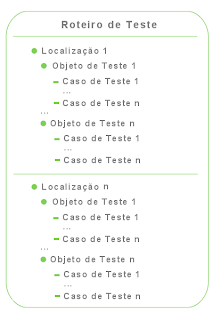 Roteiro de Teste
Localização 1
Objeto de Teste 1
Caso de Teste 1
...
Caso de Teste n
...
Objeto de Teste n
Caso de Teste 1
...
Caso de Teste n
Localização n
Objeto de Teste 1
Caso de Teste 1
...
Caso de Teste n
...
Objeto de Teste n
Caso de Teste 1
...
Caso de Teste n